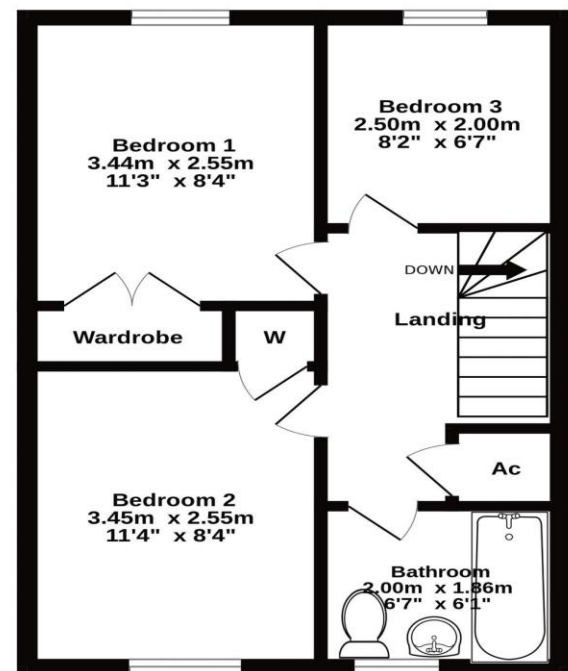 Bedroom 1
3.44m x 2.55m
11'3" x 8'4"
Bedroom 3
2.50m x 2.00m
8'2" x 6'7"
DOWN
Landing
Wardrobe
W
Ac
Bedroom 2
3.45m x 2.55m
11'4" x 8'4"
Bathroom
2.00m x 1.86m
6'7" x 6'1"